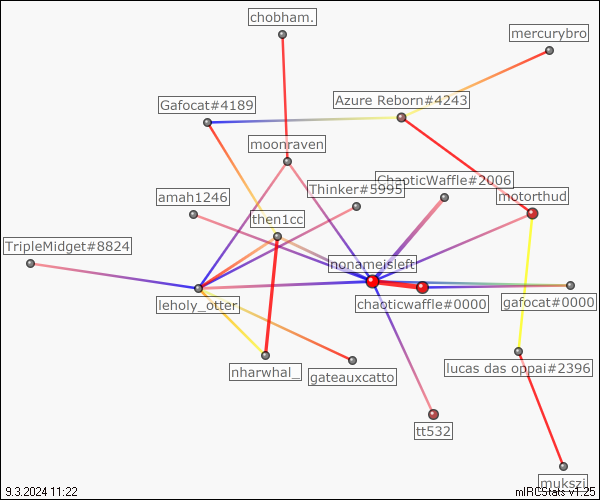 chobham.
mercurybro
Gafocat#4189
Azure Reborn#4243
moonraven
ChaoticWaffle#2006
Thinker#5995
amah1246
motorthud
then1cc
TripleMidget#8824
nonameisleft
leholy_otter
chaoticwaffle#0000
gafocat#0000
nharwhal_
gateauxcatto
lucas das oppai#2396
tt532
mukszi
9.3.2024 11:22
mIRCStats v1.25